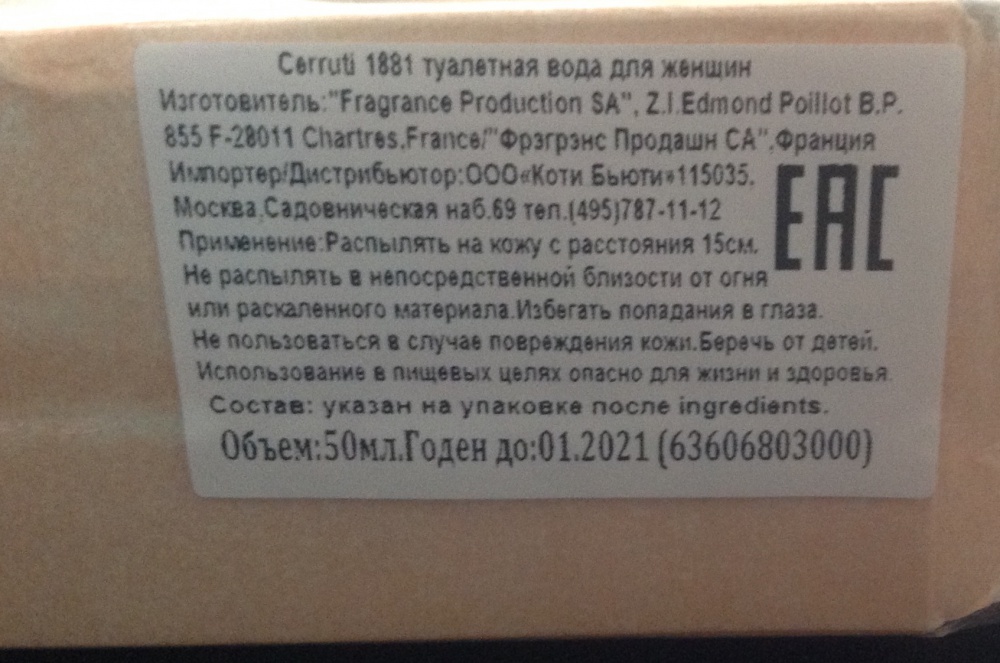 Cerruti 1881 туалетная вода для женщин
Изготовитель:"Fragrance Production SA", Z.I.Edmond Poillot B.P.
855 F-28011 Chartres,France/"Фрэгрэнс Продашн СА",Франция
Импортер/Дистрибьютор:ООО«Коти Бьюти»115035,
Москва,Садовническая наб.69 тел.(495)787-11-12
EAC
Применение:Распылять на кожу с расстояния 15см.
Не распылять в непосредственной близости от огня
или раскаленного материала.Избегать попадания в глаза.
Не пользоваться в случае повреждения кожи.Беречь от детей.
Использование в пищевых целях опасно для жизни и здоровья.
Состав: указан на упаковке после ingredients.
Объем:50мл.Годен до:01.2021 (63606803000)